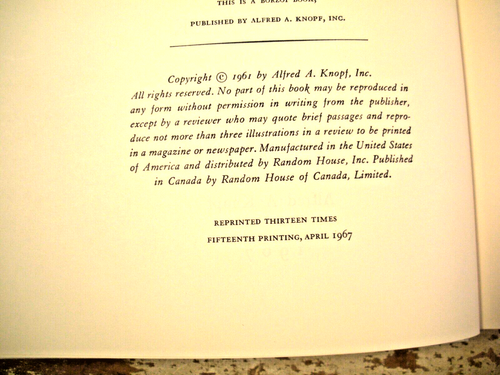 THIS IS A BORZOI BOOK,
PUBLISHED BY ALFRED A. KNOPF, INC.
Copyright © 1961 by Alfred A. Knopf, Inc.
All rights reserved. No part of this book may be reproduced in
any form without permission in writing from the publisher,
except by a reviewer who may quote brief passages and repro-
duce not more than three illustrations in a review to be printed
in a magazine or newspaper. Manufactured in the United States
of America and distributed by Random House, Inc. Published
in Canada by Random House of Canada, Limited.
REPRINTED THIRTEEN TIMES
FIFTEENTH PRINTING, APRIL 1967